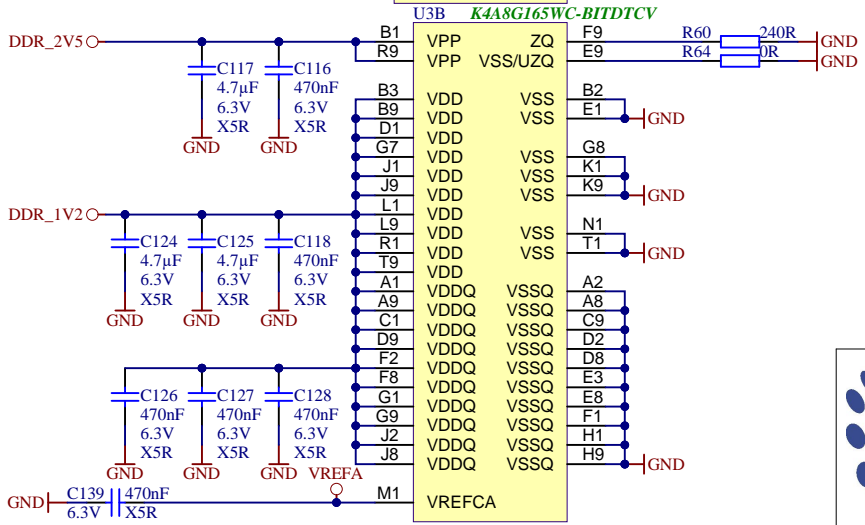 U3B K4A8G165WC-BITDTCV
DDR_2V5 B1 VPP ZQ F9 R60 240R GND
R9 VPP VSS/UZQ E9 R64 0R GND
C117 C116
4.7µF 470nF
6.3V 6.3V
X5R X5R
GND GND
B3 VDD VSS B2
B9 VDD VSS E1 GND
D1 VDD
G7 VDD VSS G8
J1 VDD VSS K1
J9 VDD VSS K9 GND
DDR_1V2 L1 VDD
L9 VDD VSS N1
R1 VDD VSS T1 GND
T9 VDD
C124 C125 C118
4.7µF 4.7µF 470nF
6.3V 6.3V 6.3V
X5R X5R X5R
GND GND GND
A1 VDDQ VSSQ A2
A9 VDDQ VSSQ A8
C1 VDDQ VSSQ C9
D9 VDDQ VSSQ D2
F2 VDDQ VSSQ D8
F8 VDDQ VSSQ E3
G1 VDDQ VSSQ E8
G9 VDDQ VSSQ F1
J2 VDDQ VSSQ H1
J8 VDDQ VSSQ H9 GND
C126 C127 C128
470nF 470nF 470nF
6.3V 6.3V 6.3V
X5R X5R X5R
GND GND GND VREFA
GND C139 470nF M1 VREFCA
6.3V X5R